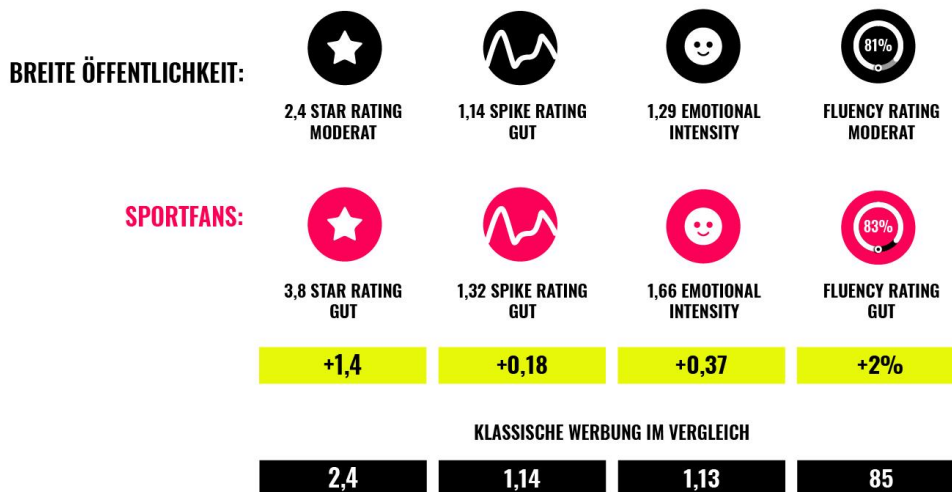 BREITE ÖFFENTLICHKEIT:
81%
2,4 STAR RATING
MODERAT
1,14 SPIKE RATING
GUT
1,29 EMOTIONAL
INTENSITY
FLUENCY RATING
MODERAT
SPORTFANS:
83%
3,8 STAR RATING
GUT
1,32 SPIKE RATING
GUT
1,66 EMOTIONAL
INTENSITY
FLUENCY RATING
GUT
+1,4
+0,18
+0,37
+2%
KLASSISCHE WERBUNG IM VERGLEICH
2,4
1,14
1,13
85